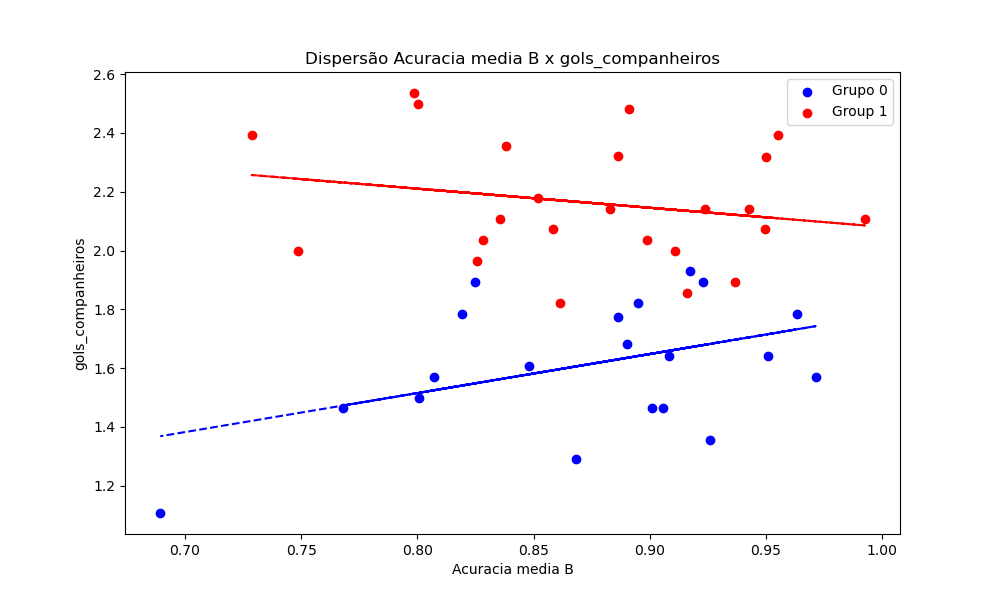 Dispersão Acuracia media B x gols_companheiros
2.6
2.4
2.2
2.0
1.8
1.6
1.4
1.2
gols_companheiros
Grupo 0
Group 1
0.70 0.75 0.80 0.85 0.90 0.95 1.00
Acuracia media B